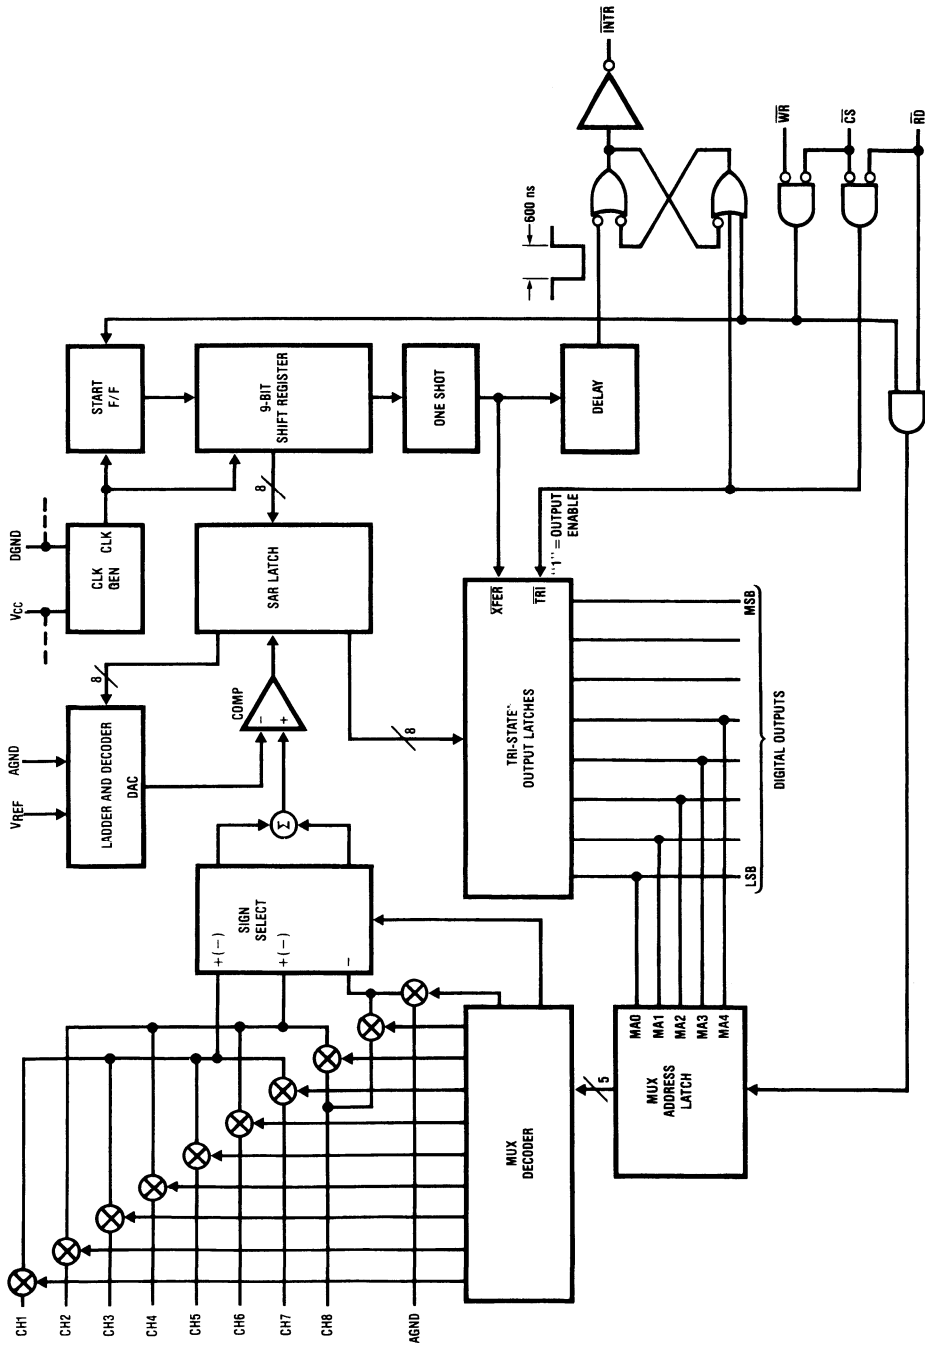 CH1
CH2
CH3
CH4
CH5
CH6
CH7
CH8
AGND
MUX
DECODER
5
MUX
ADDRESS
LATCH
MA0
MA1
MA2
MA3
MA4
SIGN
SELECT
+(−)
+(−)
−
Σ
VREF
AGND
LADDER AND DECODER
DAC
8
COMP
−
+
VCC
DGND
CLK
GEN
CLK
START
F/F
SAR LATCH
8
9-BIT
SHIFT REGISTER
ONE SHOT
DELAY
600 ns
8
TRI-STATE*
OUTPUT LATCHES
XFER
TRI
"1" = OUTPUT
ENABLE
LSB
MSB
DIGITAL OUTPUTS
INTR
WR
CS
RD